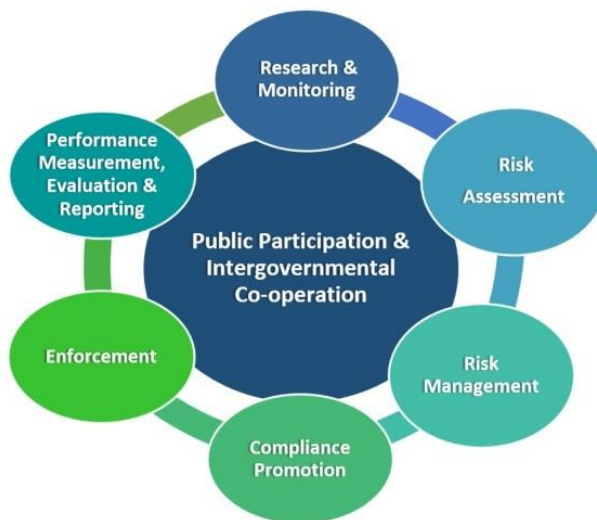 Research &
Monitoring
Risk
Assessment
Risk
Management
Compliance
Promotion
Enforcement
Performance
Measurement,
Evaluation &
Reporting
Public Participation &
Intergovernmental
Co-operation